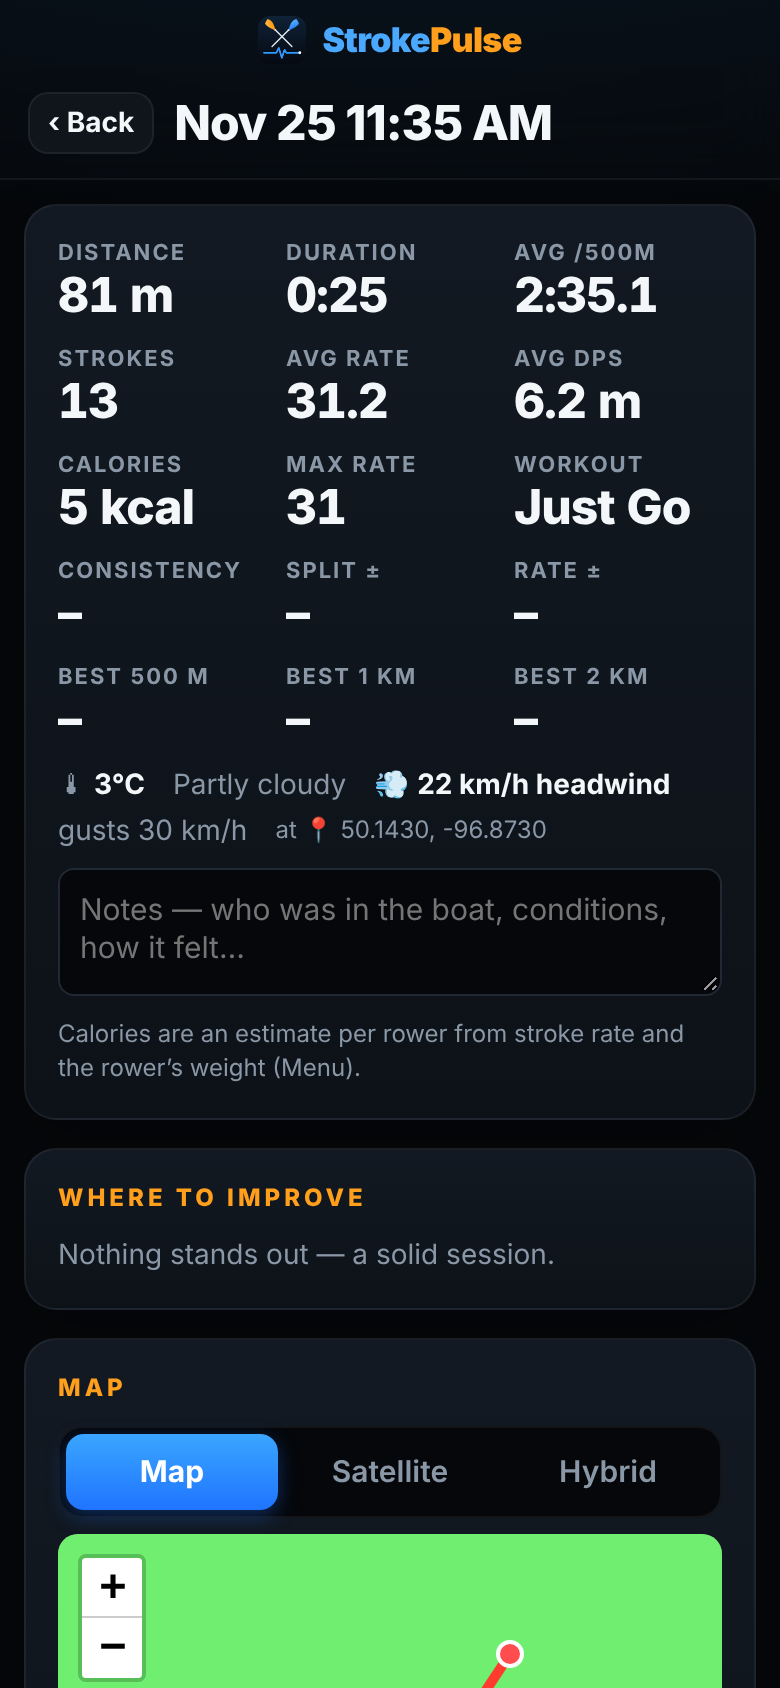 StrokePulse
‹ Back
Nov 25 11:35 AM
DISTANCE DURATION AVG /500M
81 m 0:25 2:35.1
STROKES AVG RATE AVG DPS
13 31.2 6.2 m
CALORIES MAX RATE WORKOUT
5 kcal 31 Just Go
CONSISTENCY SPLIT ± RATE ±
– – –
BEST 500 M BEST 1 KM BEST 2 KM
– – –
🌡 3°C Partly cloudy 💨 22 km/h headwind
gusts 30 km/h at 📍 50.1430, -96.8730
Notes — who was in the boat, conditions,
how it felt…
Calories are an estimate per rower from stroke rate and
the rower’s weight (Menu).
WHERE TO IMPROVE
Nothing stands out — a solid session.
MAP
Map Satellite Hybrid
+
−